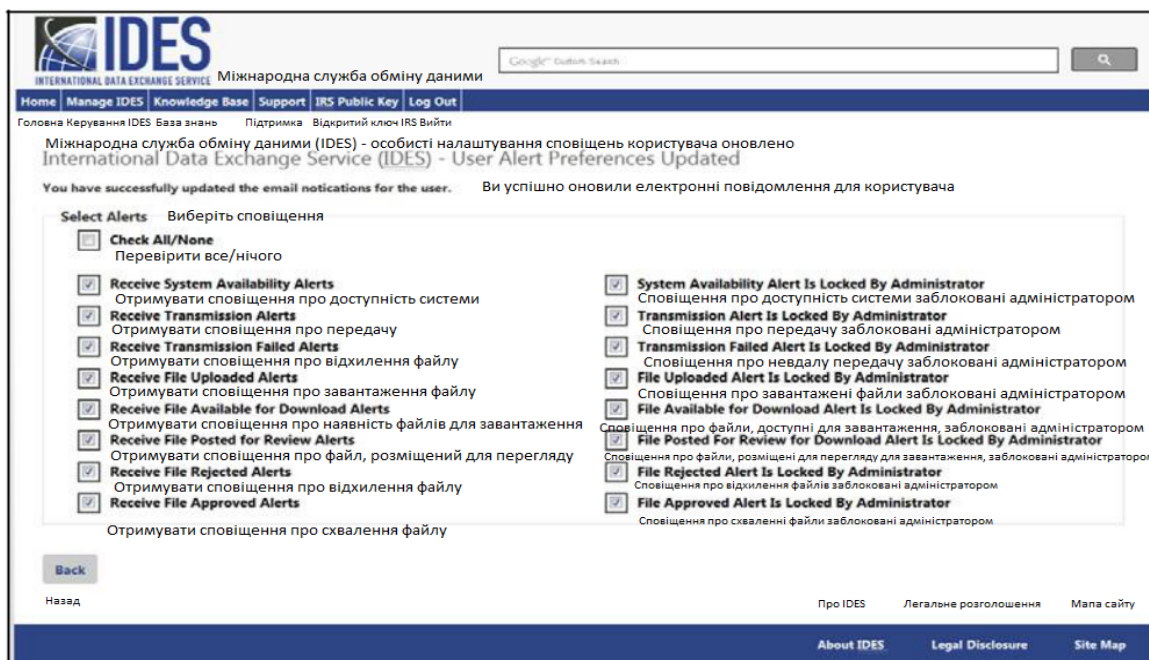 IDES
INTERNATIONAL DATA EXCHANGE SERVICE Міжнародна служба обміну даними
Google™ Custom Search
Home Manage IDES Knowledge Base Support IRS Public Key Log Out
Головна Керування IDES База знань Підтримка Відкритий ключ IRS Вийти
Міжнародна служба обміну даними (IDES) - особисті налаштування сповіщень користувача оновлено
International Data Exchange Service (IDES) - User Alert Preferences Updated
You have successfully updated the email notications for the user. Ви успішно оновили електронні повідомлення для користувача
Select Alerts Виберіть сповіщення
Check All/None
Перевірити все/нічого
Receive System Availability Alerts System Availability Alert Is Locked By Administrator
Отримувати сповіщення про доступність системи Сповіщення про доступність системи заблоковані адміністратором
Receive Transmission Alerts Transmission Alert Is Locked By Administrator
Отримувати сповіщення про передачу Сповіщення про передачу заблоковані адміністратором
Receive Transmission Failed Alerts Transmission Failed Alert Is Locked By Administrator
Отримувати сповіщення про відхилення файлу Сповіщення про невдалу передачу заблоковані адміністратором
Receive File Uploaded Alerts File Uploaded Alert Is Locked By Administrator
Отримувати сповіщення про завантаження файлу Сповіщення про завантажені файли заблоковані адміністратором
Receive File Available for Download Alerts File Available for Download Alert Is Locked By Administrator
Отримувати сповіщення про наявність файлів для завантаження Сповіщення про файли, доступні для завантаження, заблоковані адміністратором
Receive File Posted for Review Alerts File Posted For Review for Download Alert Is Locked By Administrator
Отримувати сповіщення про файл, розміщений для перегляду Сповіщення про файли, розміщені для перегляду для завантаження, заблоковані адміністратором
Receive File Rejected Alerts File Rejected Alert Is Locked By Administrator
Отримувати сповіщення про відхилення файлу Сповіщення про відхилення файлів заблоковані адміністратором
Receive File Approved Alerts File Approved Alert Is Locked By Administrator
Отримувати сповіщення про схвалення файлу Сповіщення про схваленні файли заблоковані адміністратором
Back
Назад Про IDES Легальне розголошення Мапа сайту
About IDES Legal Disclosure Site Map